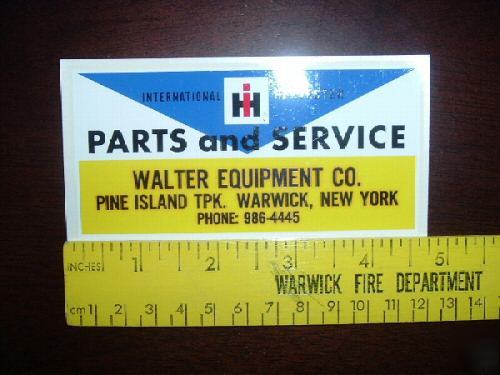 INTERNATIONAL IH HARVESTER
PARTS and SERVICE
WALTER EQUIPMENT CO.
PINE ISLAND TPK. WARWICK, NEW YORK
PHONE: 986-4445
INCHES 1 2 3 4 5
WARWICK FIRE DEPARTMENT
cm 1 2 3 4 5 6 7 8 9 10 11 12 13 14